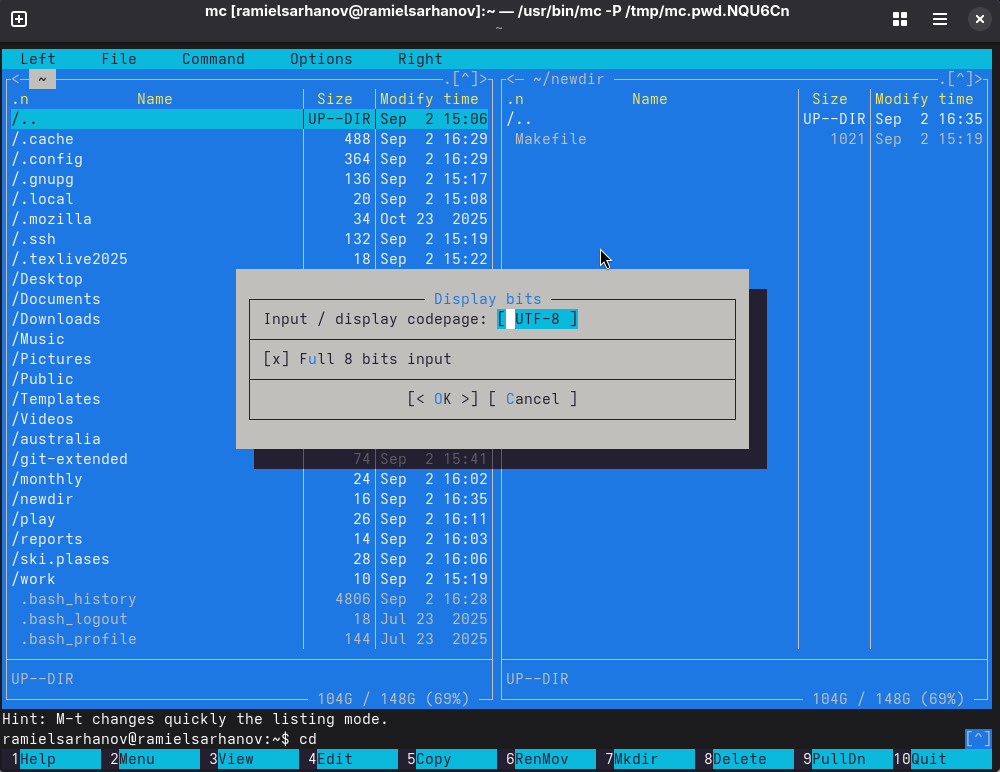 mc [ramielsarhanov@ramielsarhanov]:~ — /usr/bin/mc -P /tmp/mc.pwd.NQU6Cn
~
Left File Command Options Right
<─ ~ .[^]> <─ ~/newdir .[^]>
.n Name Size Modify time .n Name Size Modify time
/.. UP--DIR Sep 2 15:06 /.. UP--DIR Sep 2 16:35
/.cache 488 Sep 2 16:29 Makefile 1021 Sep 2 15:19
/.config 364 Sep 2 16:29
/.gnupg 136 Sep 2 15:17
/.local 20 Sep 2 15:08
/.mozilla 34 Oct 23 2025
/.ssh 132 Sep 2 15:19
/.texlive2025 18 Sep 2 15:22
/Desktop
/Documents Display bits
/Downloads Input / display codepage: [ UTF-8 ]
/Music
/Pictures [x] Full 8 bits input
/Public
/Templates [< OK >] [ Cancel ]
/Videos
/australia
/git-extended 74 Sep 2 15:41
/monthly 24 Sep 2 16:02
/newdir 16 Sep 2 16:35
/play 26 Sep 2 16:11
/reports 14 Sep 2 16:03
/ski.plases 28 Sep 2 16:06
/work 10 Sep 2 15:19
.bash_history 4806 Sep 2 16:28
.bash_logout 18 Jul 23 2025
.bash_profile 144 Jul 23 2025
UP--DIR UP--DIR
104G / 148G (69%) 104G / 148G (69%)
Hint: M-t changes quickly the listing mode.
ramielsarhanov@ramielsarhanov:~$ cd [^]
1Help 2Menu 3View 4Edit 5Copy 6RenMov 7Mkdir 8Delete 9PullDn 10Quit